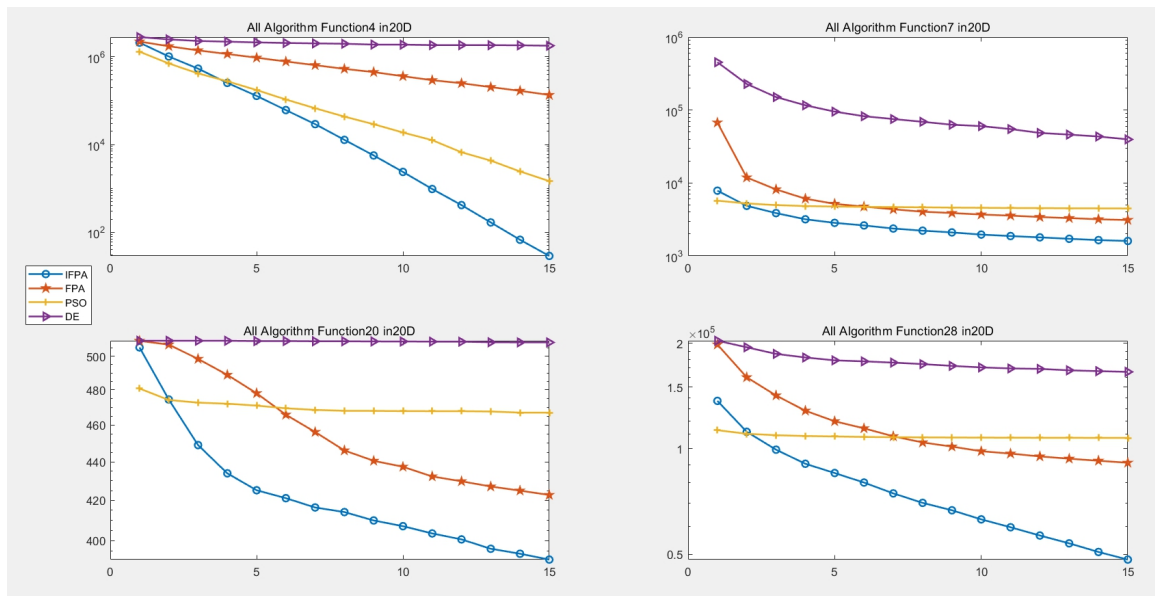 All Algorithm Function4 in20D
10^6
10^4
10^2
0 5 10 15
All Algorithm Function7 in20D
10^6
10^5
10^4
10^3
0 5 10 15
IFPA
FPA
PSO
DE
All Algorithm Function20 in20D
500
480
460
440
420
400
0 5 10 15
All Algorithm Function28 in20D
×10^5
2
1.5
1
0.5
0 5 10 15